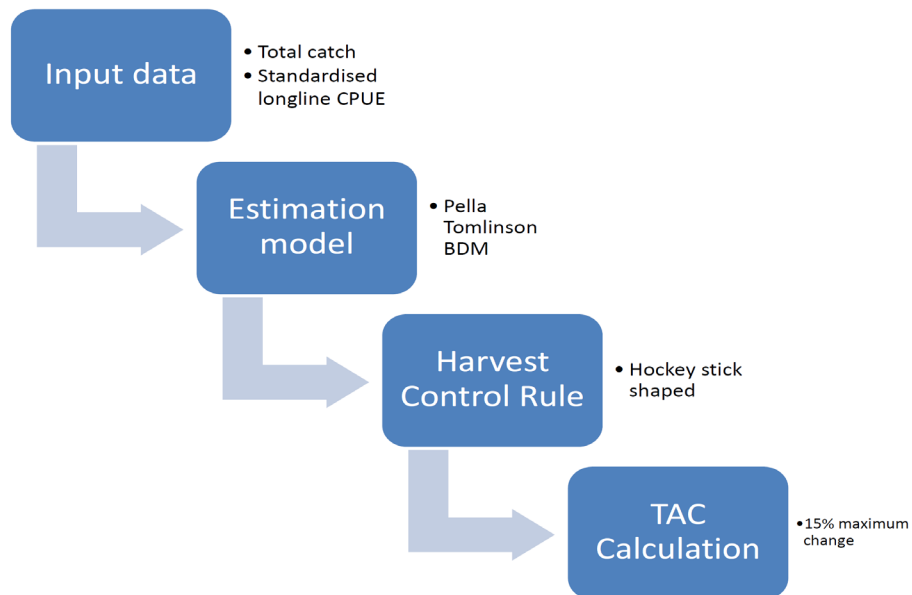 Input data
• Total catch
• Standardised
longline CPUE
Estimation
model
• Pella
Tomlinson
BDM
Harvest
Control Rule
• Hockey stick
shaped
TAC
Calculation
•15% maximum
change